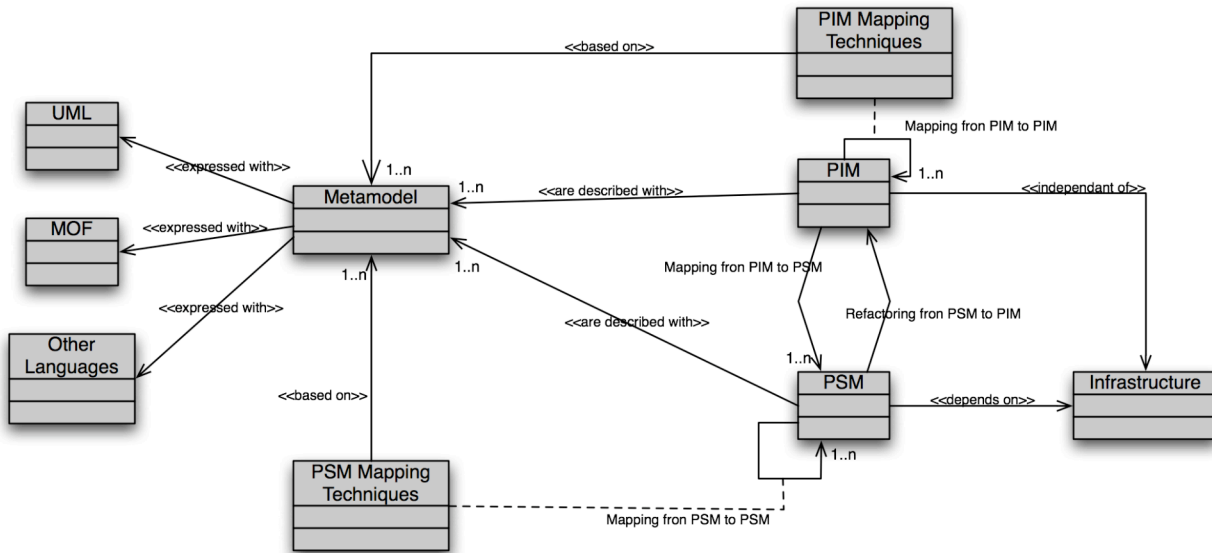 PIM Mapping
Techniques
<<based on>>
UML
Mapping fron PIM to PIM
<<expressed with>>
1..n
1..n
PIM
1..n
Metamodel
<<are described with>>
<<independant of>>
MOF
<<expressed with>>
1..n
1..n
Mapping fron PIM to PSM
<<expressed with>>
Refactoring fron PSM to PIM
<<are described with>>
Other
Languages
1..n
PSM
Infrastructure
<<based on>>
<<depends on>>
1..n
PSM Mapping
Techniques
Mapping fron PSM to PSM